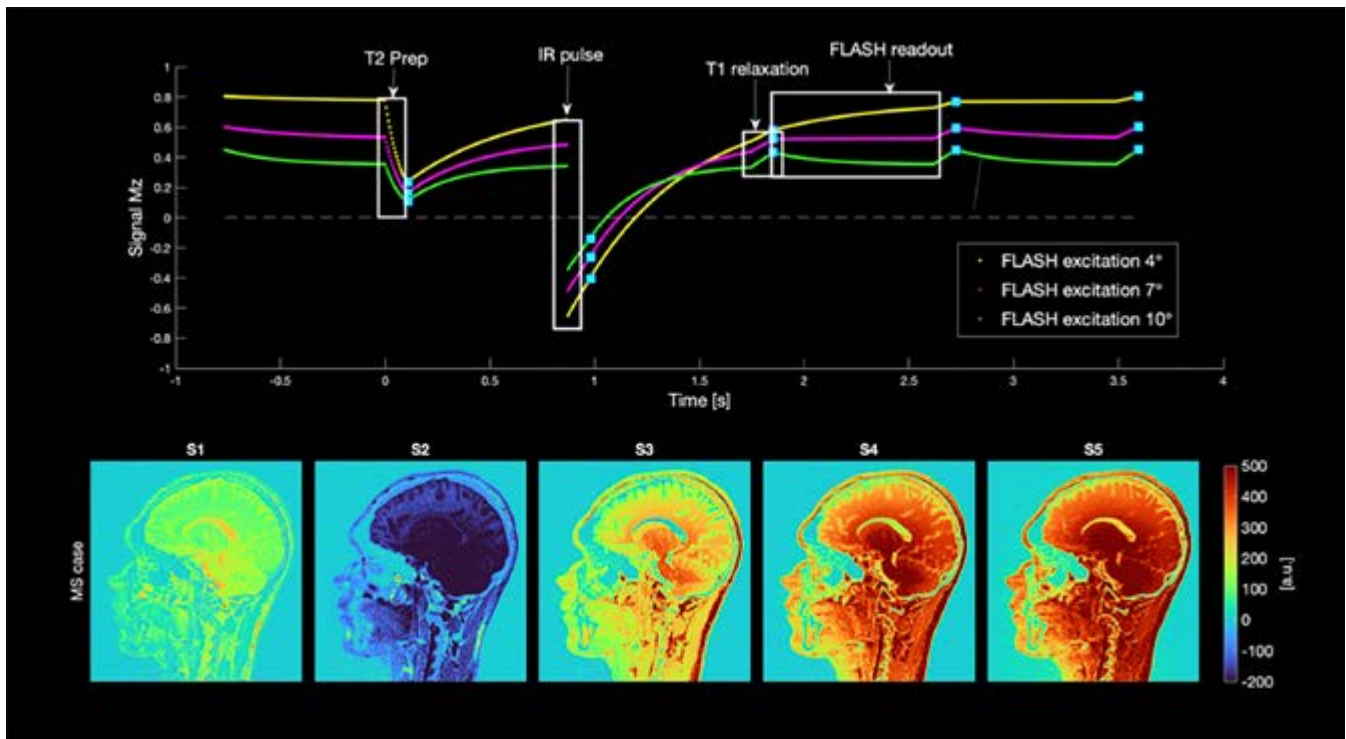 T2 Prep
IR pulse
T1 relaxation
FLASH readout
Signal Mz
1
0.8
0.6
0.4
0.2
0
-0.2
-0.4
-0.6
-0.8
-1
-1
-0.5
0
0.5
1
1.5
2
2.5
3
3.5
4
Time [s]
FLASH excitation 4°
FLASH excitation 7°
FLASH excitation 10°
S1
S2
S3
S4
S5
MS case
500
400
300
200
100
0
-100
-200
[a.u.]